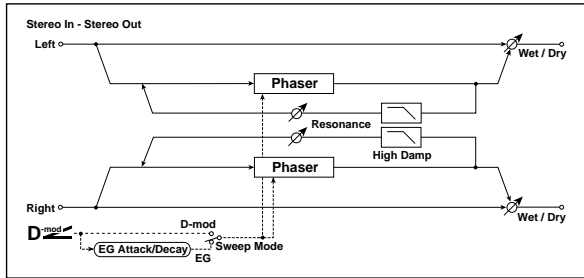 Stereo In - Stereo Out
Left
Wet / Dry
Phaser
Resonance
High Damp
Phaser
Right
Wet / Dry
D-mod
D-mod
EG Attack/Decay
EG
Sweep Mode